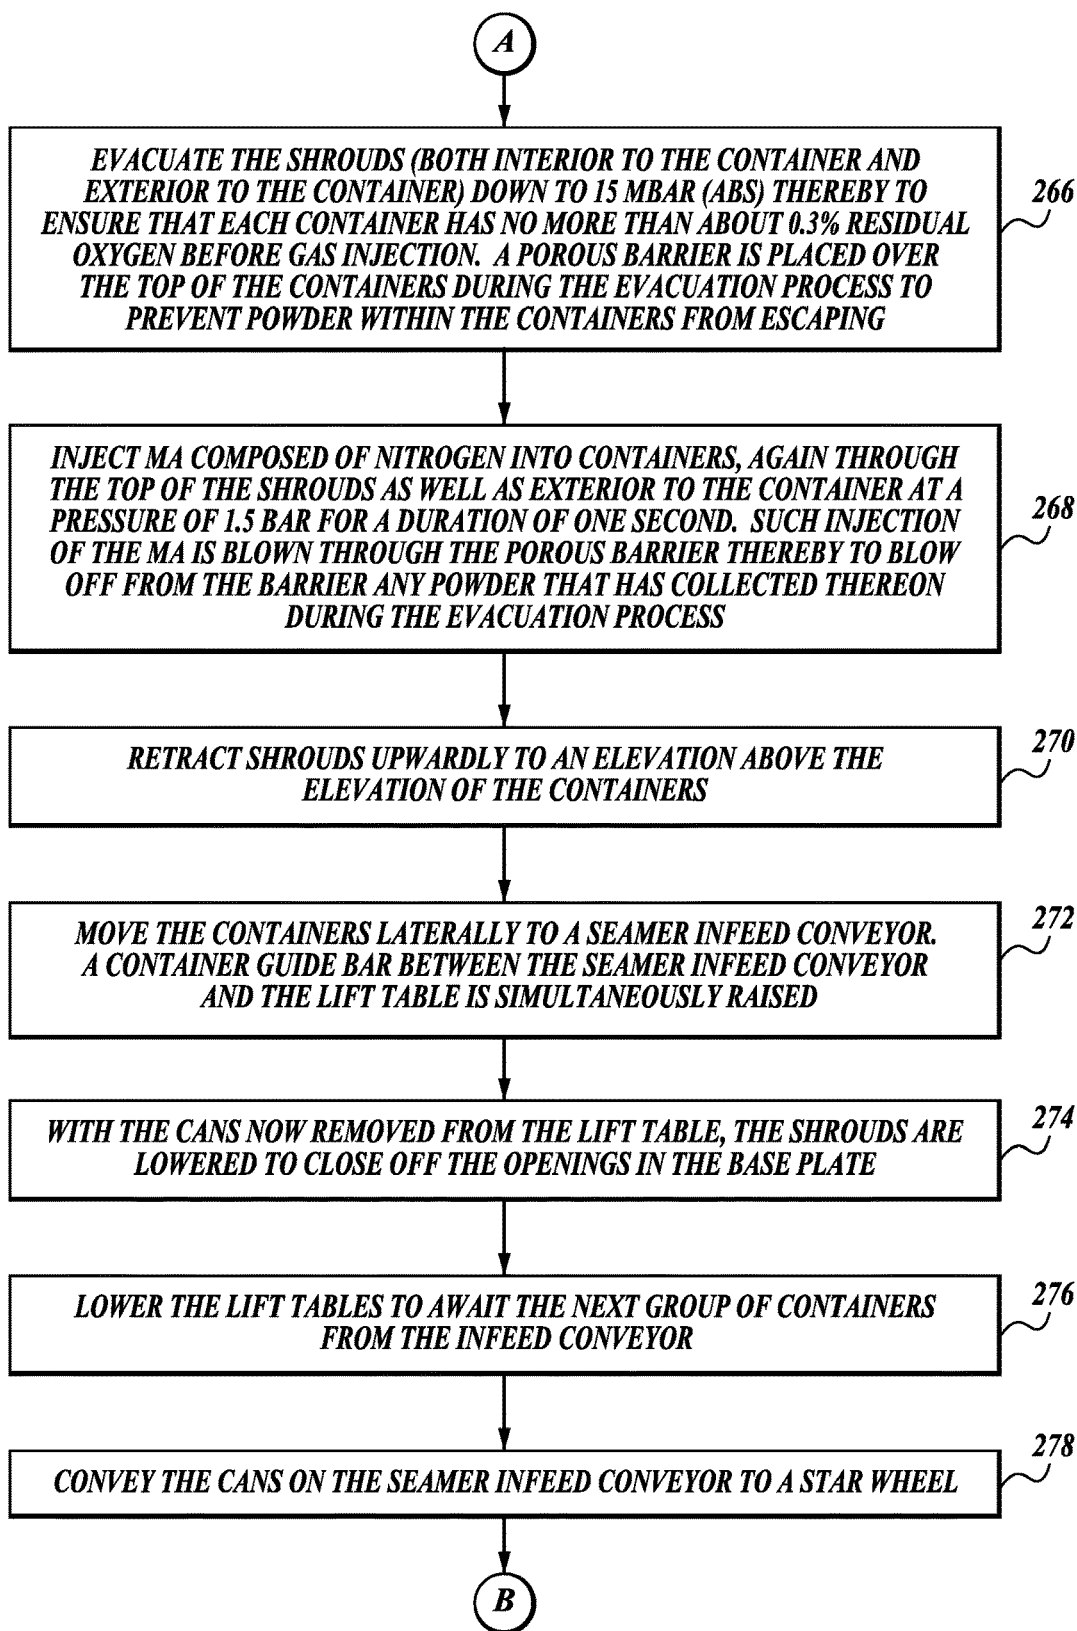 A
EVACUATE THE SHROUDS (BOTH INTERIOR TO THE CONTAINER AND
EXTERIOR TO THE CONTAINER) DOWN TO 15 MBAR (ABS) THEREBY TO
ENSURE THAT EACH CONTAINER HAS NO MORE THAN ABOUT 0.3% RESIDUAL
OXYGEN BEFORE GAS INJECTION. A POROUS BARRIER IS PLACED OVER
THE TOP OF THE CONTAINERS DURING THE EVACUATION PROCESS TO
PREVENT POWDER WITHIN THE CONTAINERS FROM ESCAPING
266
INJECT MA COMPOSED OF NITROGEN INTO CONTAINERS, AGAIN THROUGH
THE TOP OF THE SHROUDS AS WELL AS EXTERIOR TO THE CONTAINER AT A
PRESSURE OF 1.5 BAR FOR A DURATION OF ONE SECOND. SUCH INJECTION
OF THE MA IS BLOWN THROUGH THE POROUS BARRIER THEREBY TO BLOW
OFF FROM THE BARRIER ANY POWDER THAT HAS COLLECTED THEREON
DURING THE EVACUATION PROCESS
268
RETRACT SHROUDS UPWARDLY TO AN ELEVATION ABOVE THE
ELEVATION OF THE CONTAINERS
270
MOVE THE CONTAINERS LATERALLY TO A SEAMER INFEED CONVEYOR.
A CONTAINER GUIDE BAR BETWEEN THE SEAMER INFEED CONVEYOR
AND THE LIFT TABLE IS SIMULTANEOUSLY RAISED
272
WITH THE CANS NOW REMOVED FROM THE LIFT TABLE, THE SHROUDS ARE
LOWERED TO CLOSE OFF THE OPENINGS IN THE BASE PLATE
274
LOWER THE LIFT TABLES TO AWAIT THE NEXT GROUP OF CONTAINERS
FROM THE INFEED CONVEYOR
276
CONVEY THE CANS ON THE SEAMER INFEED CONVEYOR TO A STAR WHEEL
278
B